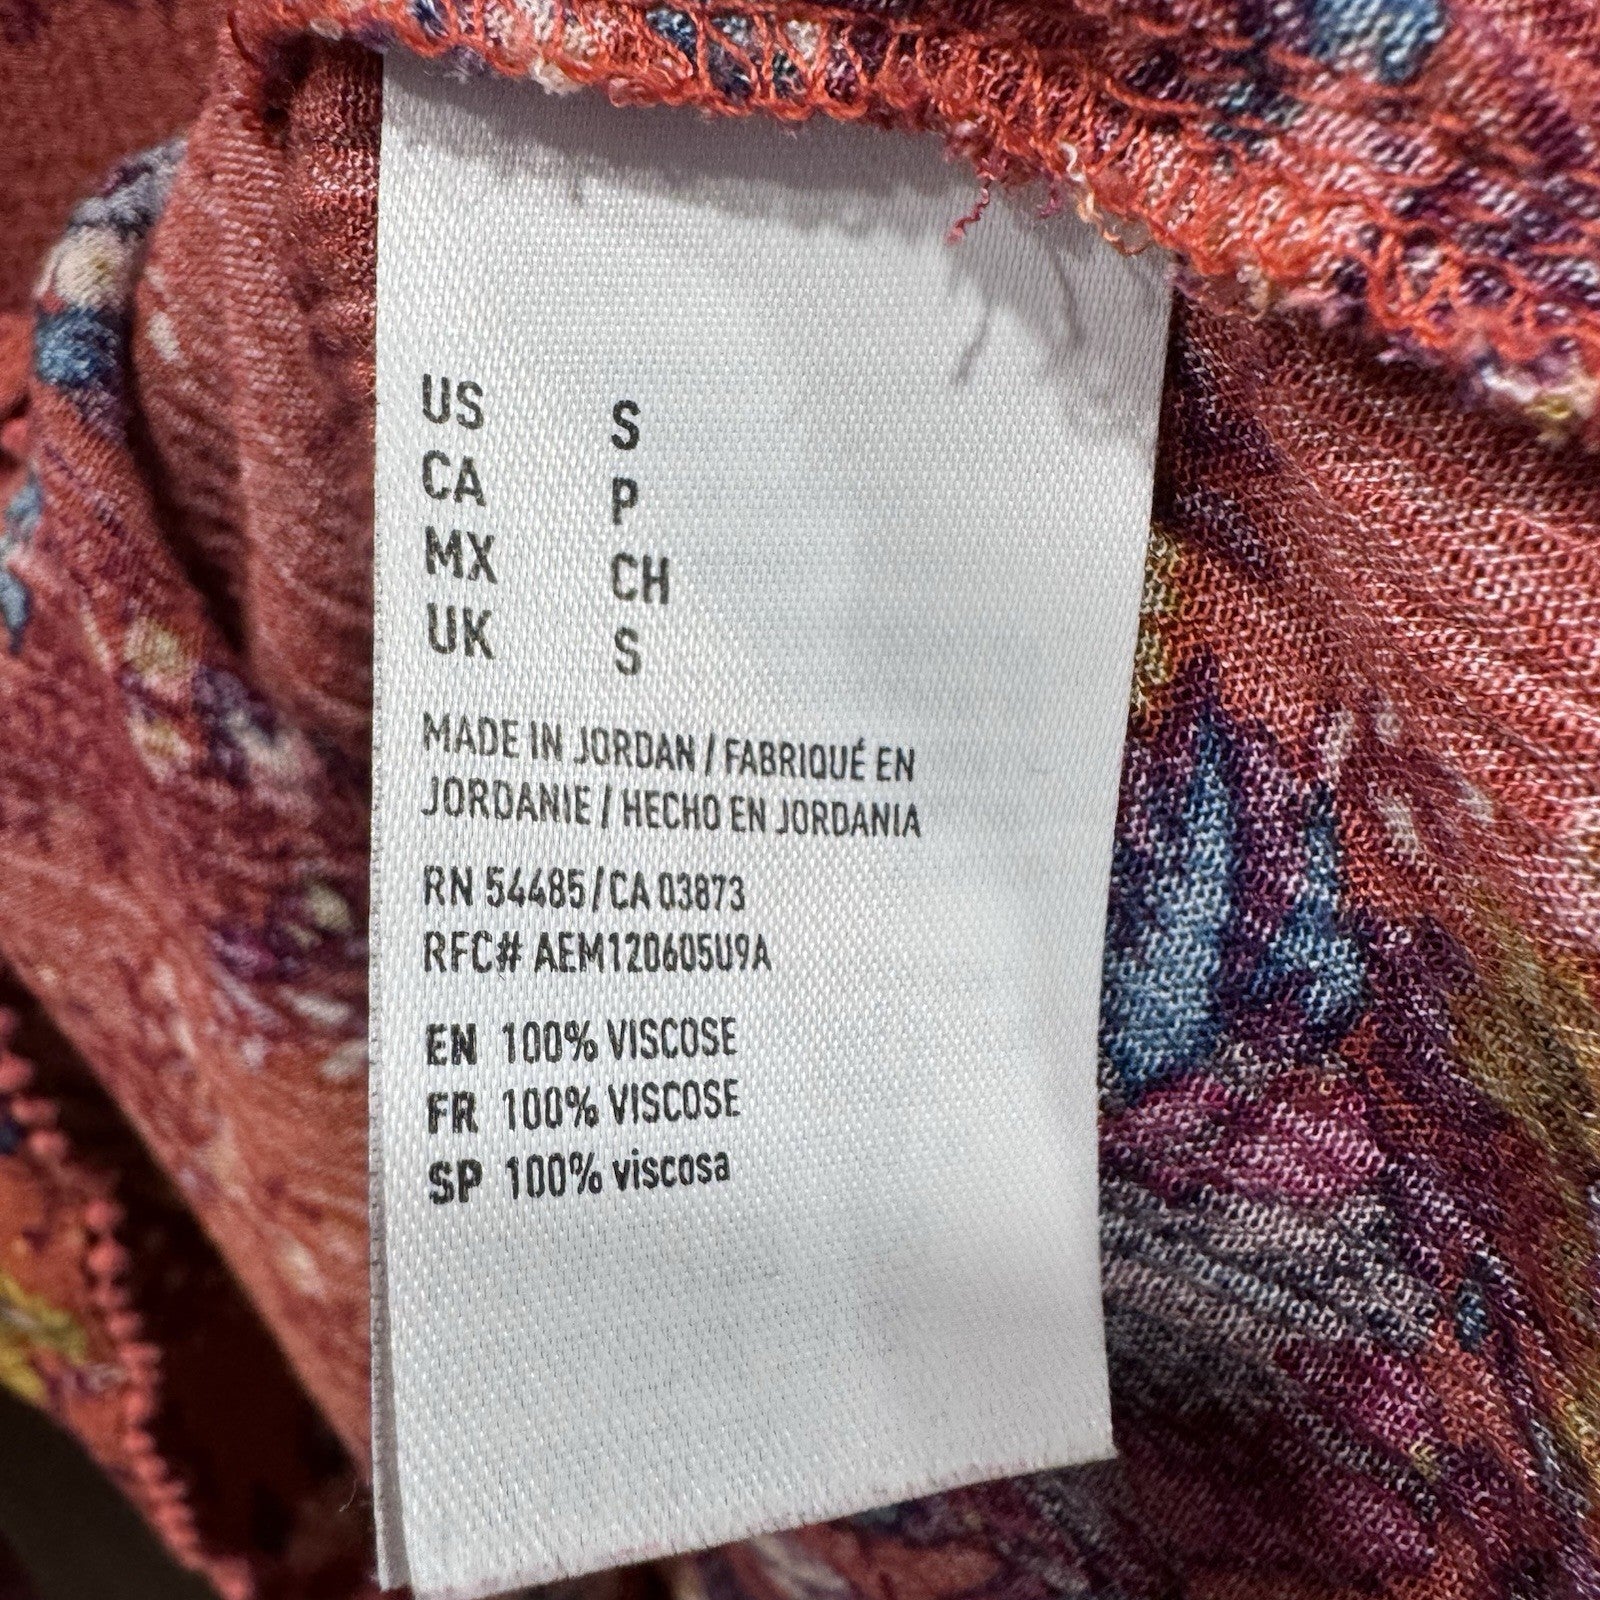 US S
CA P
MX CH
UK S
MADE IN JORDAN / FABRIQUÉ EN
JORDANIE / HECHO EN JORDANIA
RN 54485/CA 03873
RFC# AEM120605U9A
EN 100% VISCOSE
FR 100% VISCOSE
SP 100% viscosa